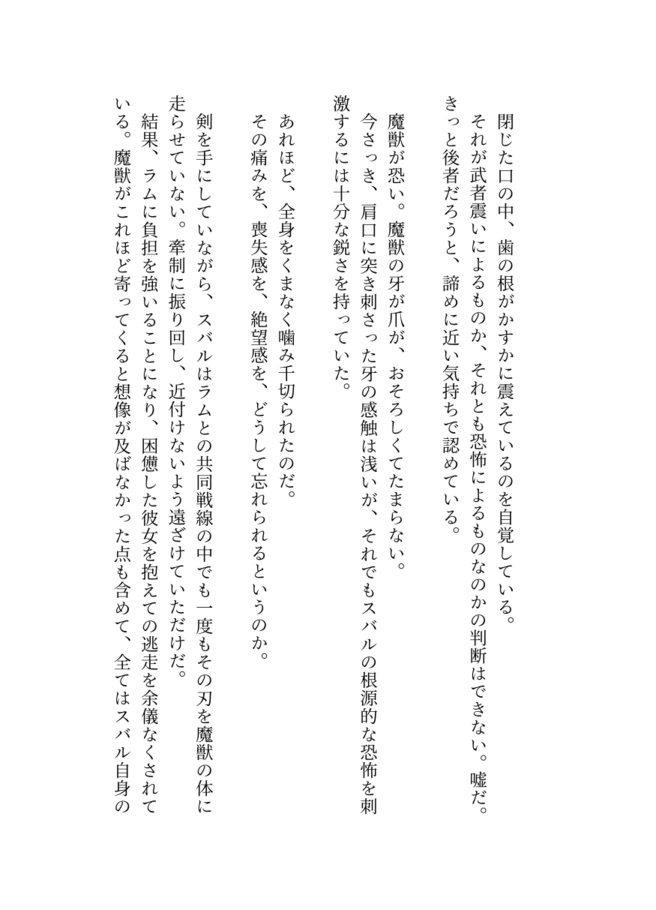 閉じた口の中、歯の根がかすかに震えているのを自覚している。
それが武者震いによるものか、それとも恐怖によるものなのかの判断はできない。嘘だ。
きっと後者だろうと、諦めに近い気持ちで認めている。
魔獣が恐い。魔獣の牙が爪が、おそろしくてたまらない。
今さっき、肩口に突き刺さった牙の感触は浅いが、それでもスバルの根源的な恐怖を刺
激するには十分な鋭さを持っていた。
あれほど、全身をくまなく噛み千切られたのだ。
その痛みを、喪失感を、絶望感を、どうして忘れられるというのか。
剣を手にしていながら、スバルはラムとの共同戦線の中でも一度もその刃を魔獣の体に
走らせていない。牽制に振り回し、近付けないよう遠ざけていただけだ。
結果、ラムに負担を強いることになり、困憊した彼女を抱えての逃走を余儀なくされて
いる。魔獣がこれほど寄ってくると想像が及ばなかった点も含めて、全てはスバル自身の